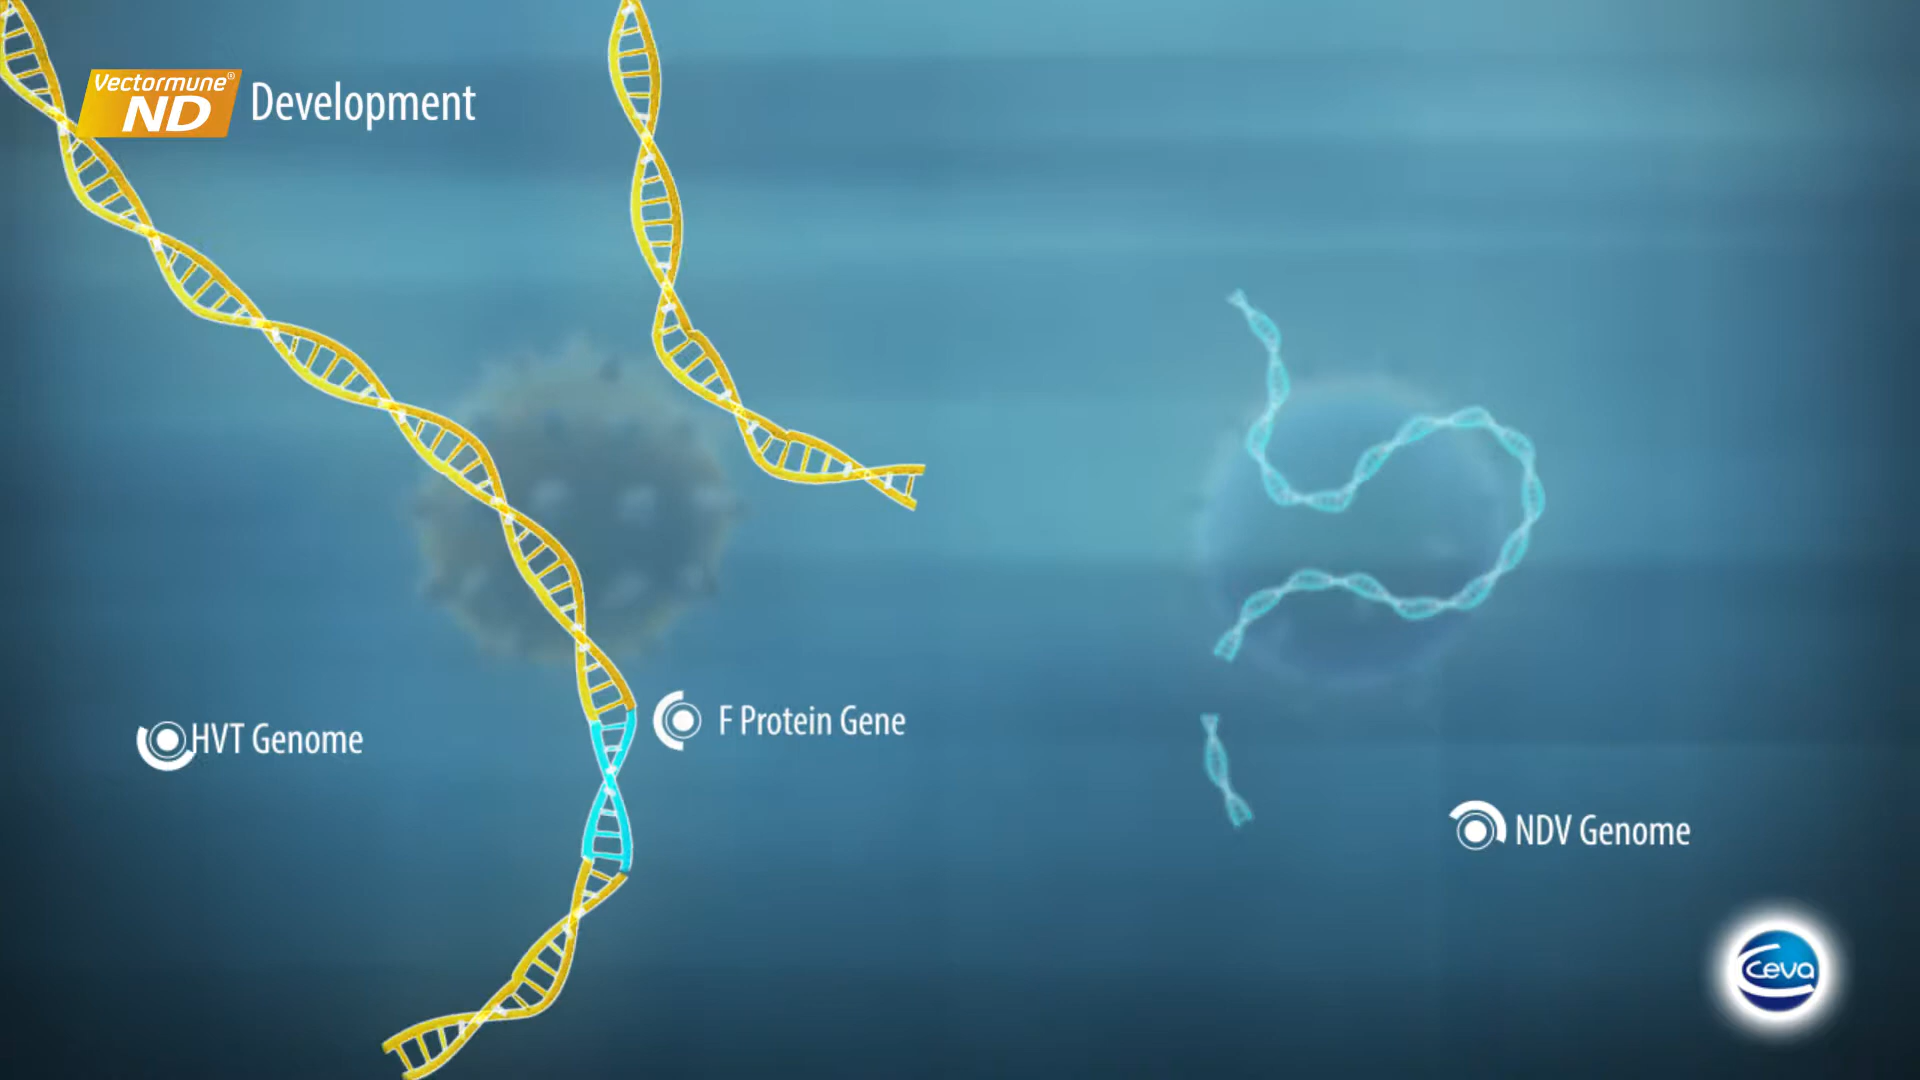 Vectormune®
ND
Development
HVT Genome
F Protein Gene
NDV Genome
Ceva